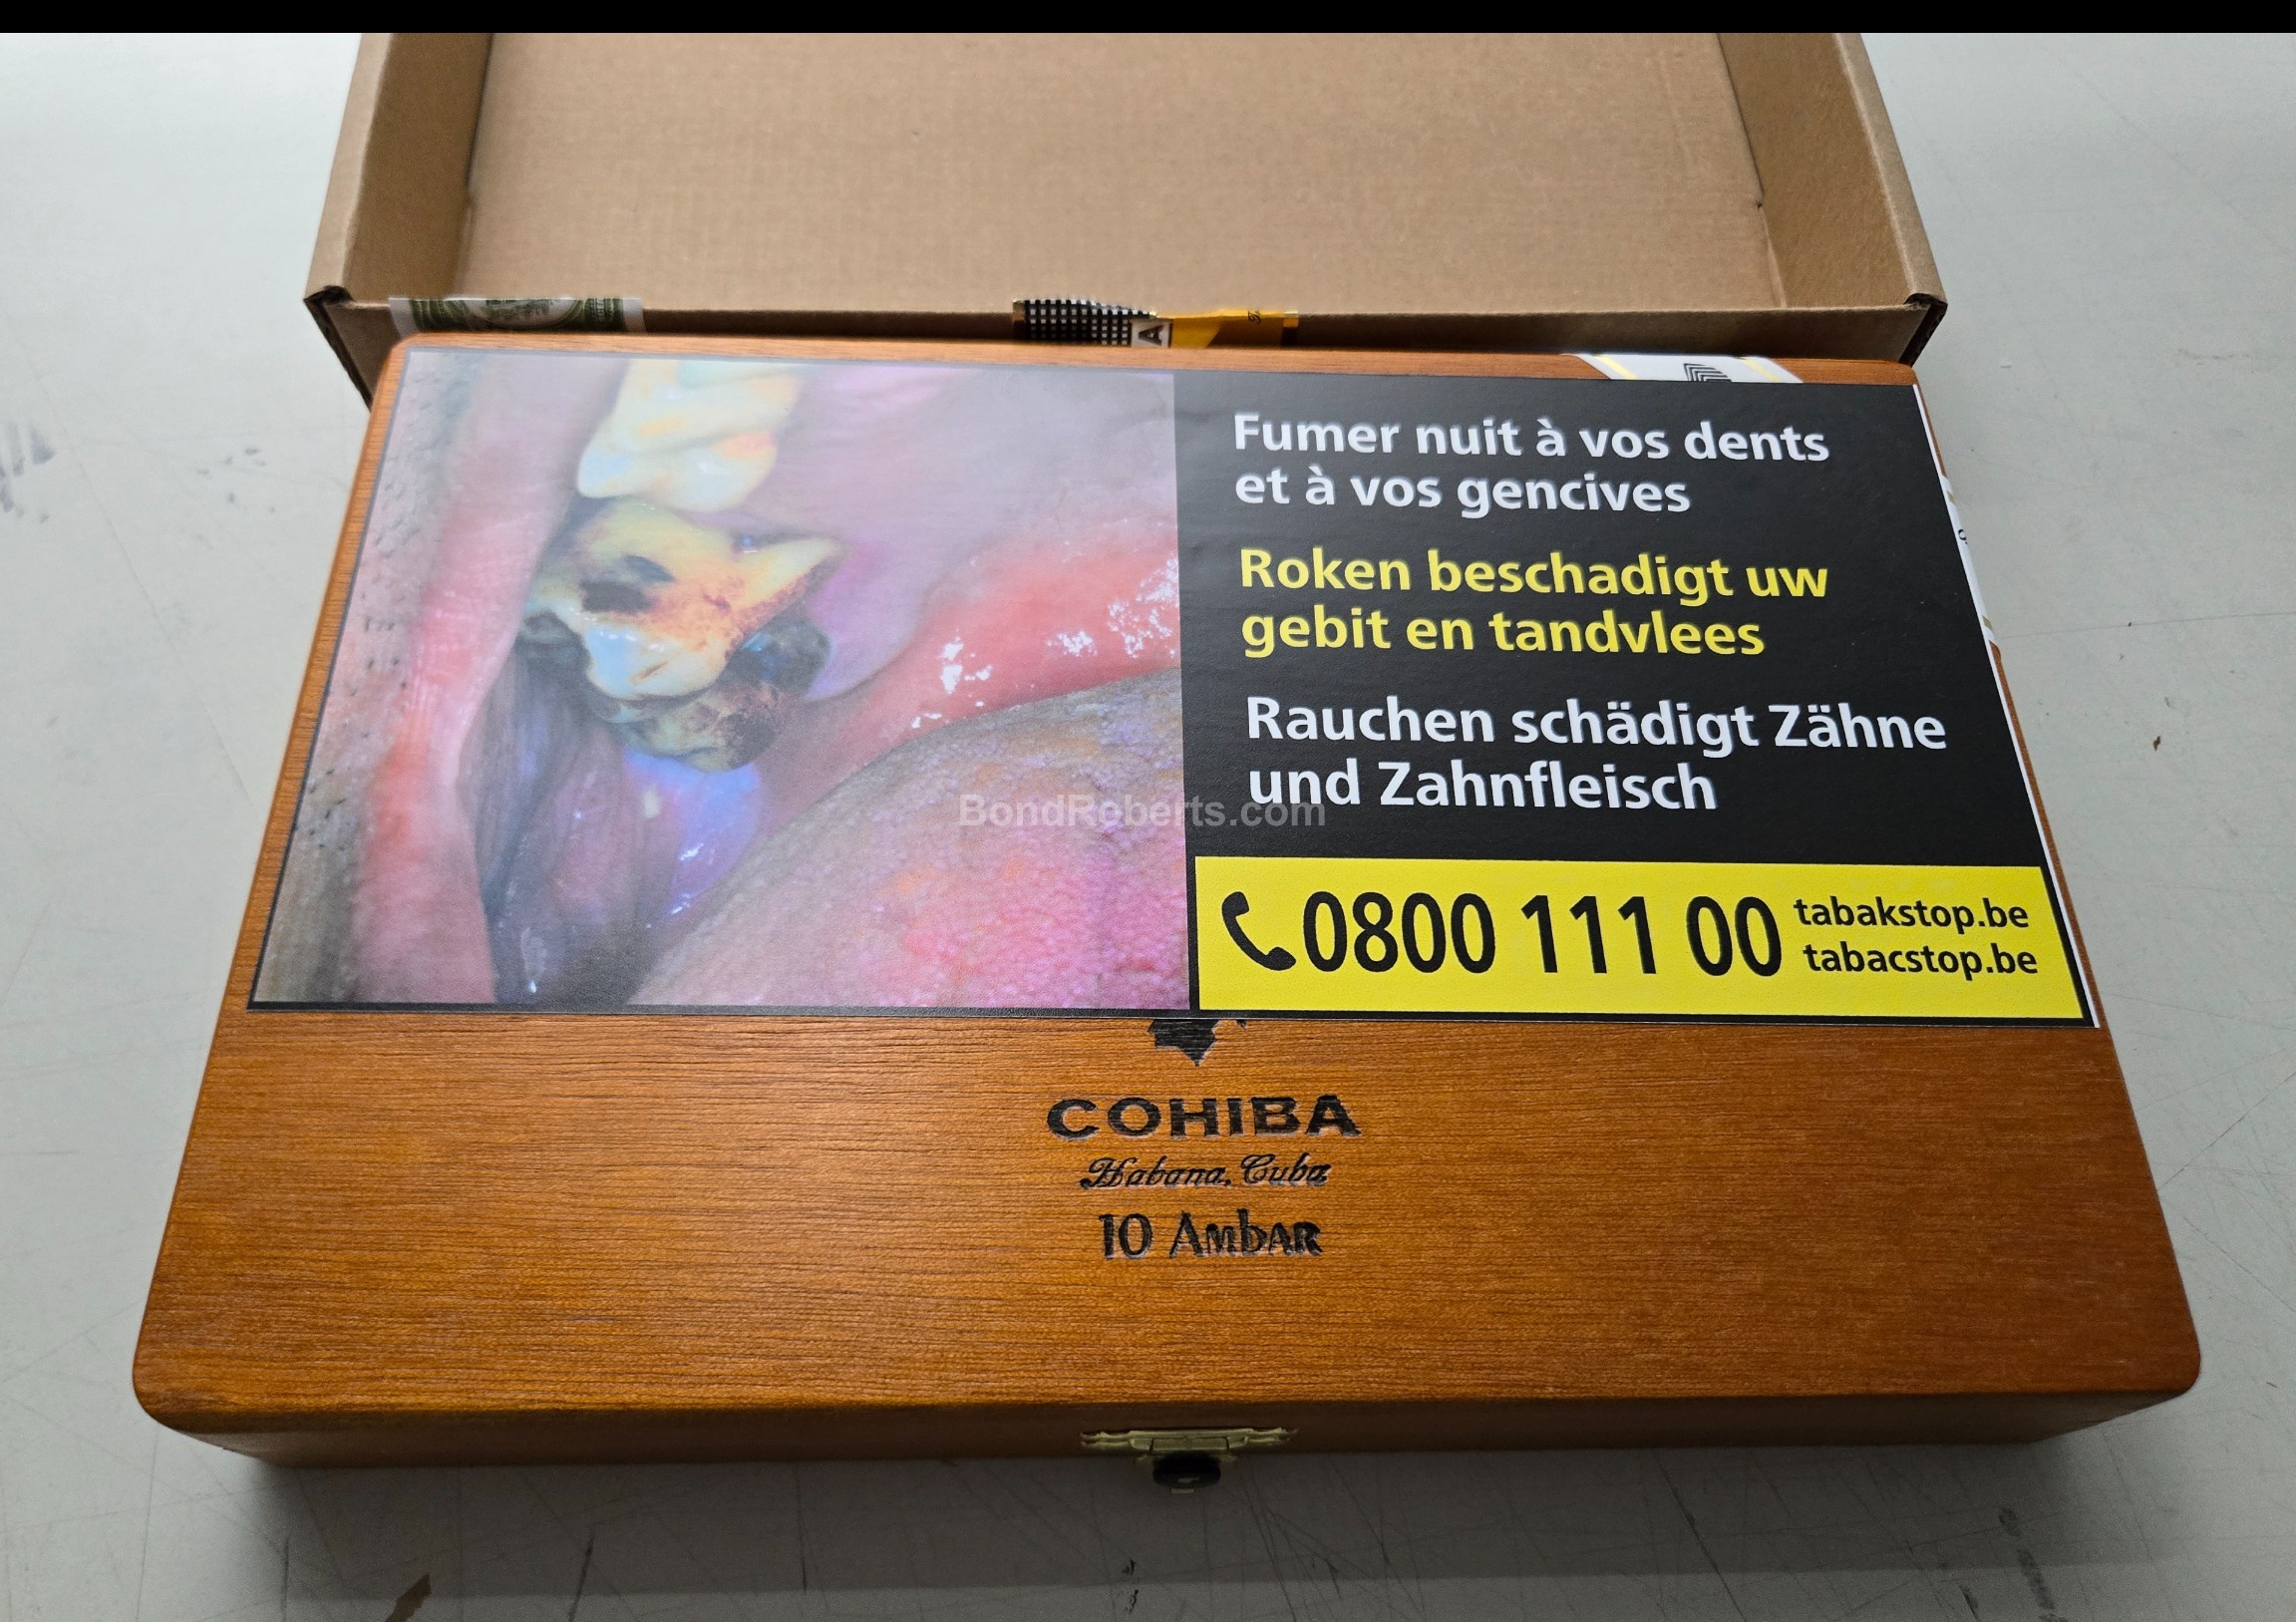 A
Fumer nuit à vos dents
et à vos gencives
Roken beschadigt uw
gebit en tandvlees
Rauchen schädigt Zähne
und Zahnfleisch
BondRoberts.com
0800 111 00
tabakstop.be
tabacstop.be
COHIBA
Habana, Cuba
10 Ambar